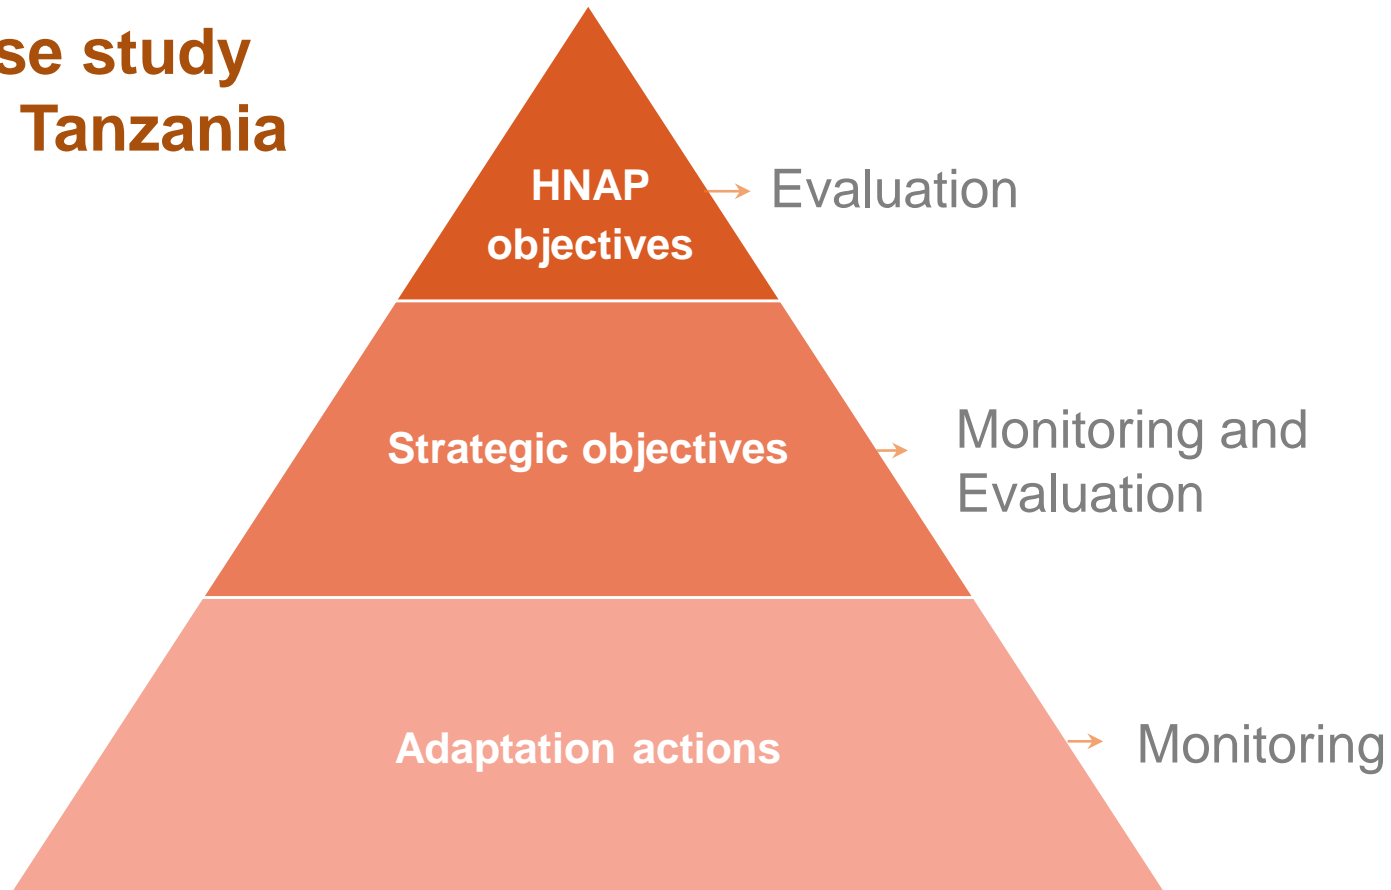 se study
Tanzania
HNAP
objectives
Evaluation
Strategic objectives
Monitoring and
Evaluation
Adaptation actions
Monitoring